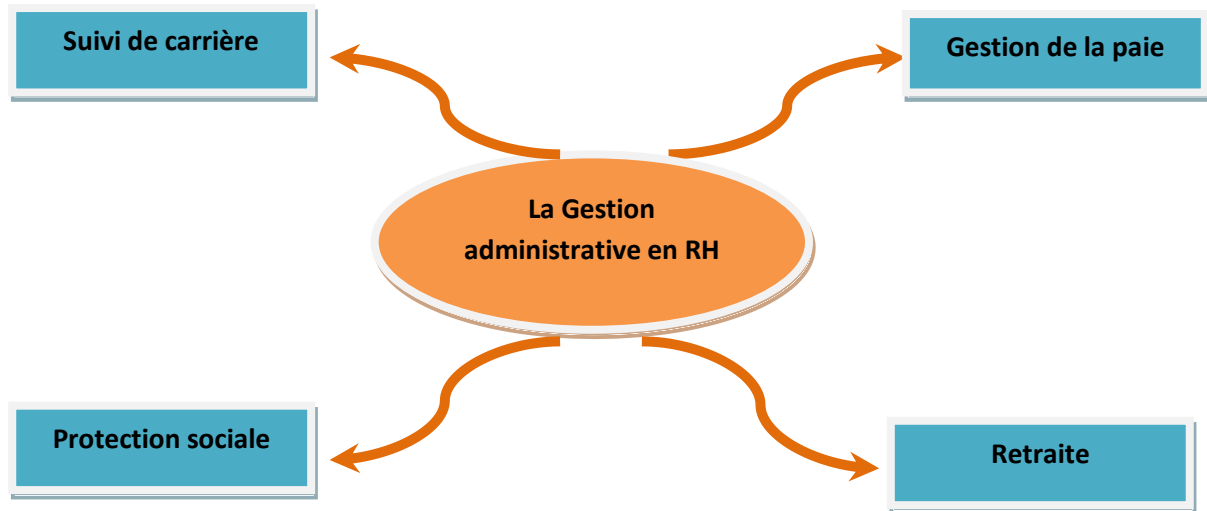 Suivi de carrière
Gestion de la paie
La Gestion
administrative en RH
Protection sociale
Retraite